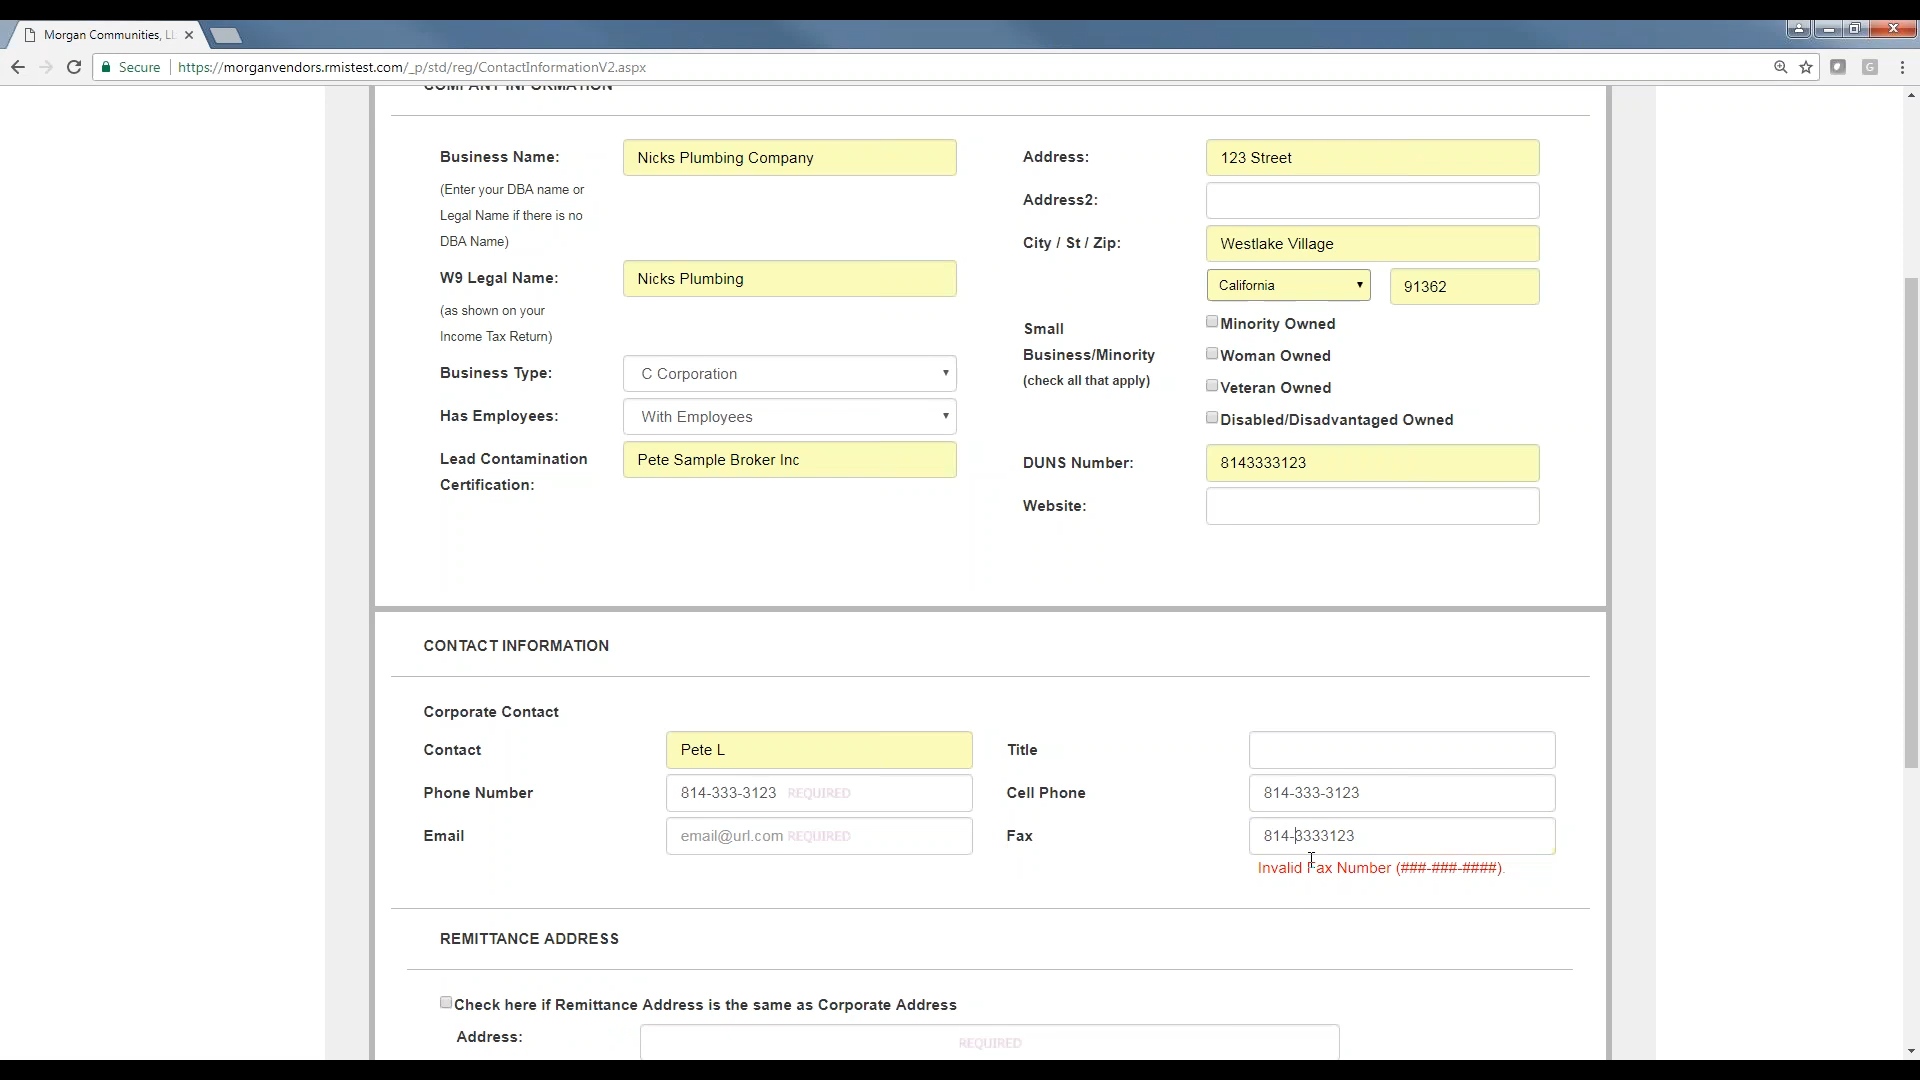 Morgan Communities, LL
Secure
https://morganvendors.rmistest.com/_p/std/reg/ContactInformationV2.aspx
G
COMPANY INFORMATION
Business Name:
Nicks Plumbing Company
(Enter your DBA name or
Legal Name if there is no
DBA Name)
W9 Legal Name:
Nicks Plumbing
(as shown on your
Income Tax Return)
Business Type:
C Corporation
Has Employees:
With Employees
Lead Contamination
Certification:
Pete Sample Broker Inc
Address:
123 Street
Address2:
City / St / Zip:
Westlake Village
California
91362
Small
Business/Minority
(check all that apply)
Minority Owned
Woman Owned
Veteran Owned
Disabled/Disadvantaged Owned
DUNS Number:
8143333123
Website:
CONTACT INFORMATION
Corporate Contact
Contact
Pete L
Title
Phone Number
814-333-3123 REQUIRED
Cell Phone
814-333-3123
Email
email@url.com REQUIRED
Fax
814-3333123
Invalid Fax Number (###-###-####).
REMITTANCE ADDRESS
Check here if Remittance Address is the same as Corporate Address
Address:
REQUIRED